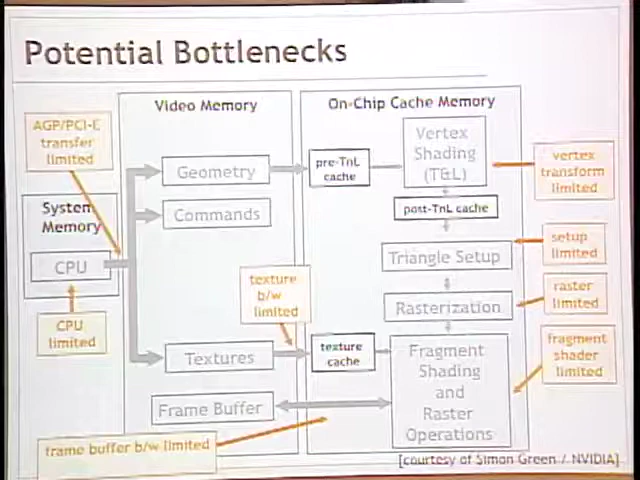 Potential Bottlenecks
AGP/PCI-E
transfer
limited
Video Memory
On-Chip Cache Memory
Geometry
pre-TnL
cache
Vertex
Shading
(T&L)
vertex
transform
limited
System
Memory
Commands
post-TnL cache
CPU
texture
b/w
limited
Triangle Setup
setup
limited
Rasterization
raster
limited
CPU
limited
Textures
texture
cache
Fragment
Shading
and
Raster
Operations
fragment
shader
limited
Frame Buffer
frame buffer b/w limited
[courtesy of Simon Green / NVIDIA]